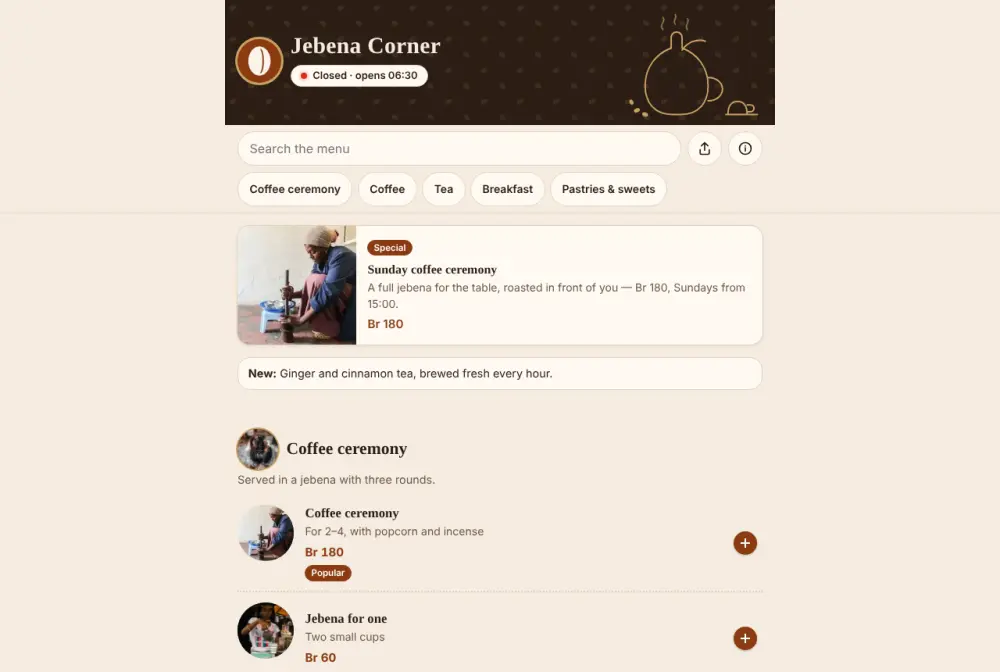 Jebena Corner
Closed · opens 06:30
Search the menu
Coffee ceremony
Coffee
Tea
Breakfast
Pastries & sweets
Special
Sunday coffee ceremony
A full jebena for the table, roasted in front of you — Br 180, Sundays from
15:00.
Br 180
New: Ginger and cinnamon tea, brewed fresh every hour.
Coffee ceremony
Served in a jebena with three rounds.
Coffee ceremony
For 2–4, with popcorn and incense
Br 180
Popular
Jebena for one
Two small cups
Br 60